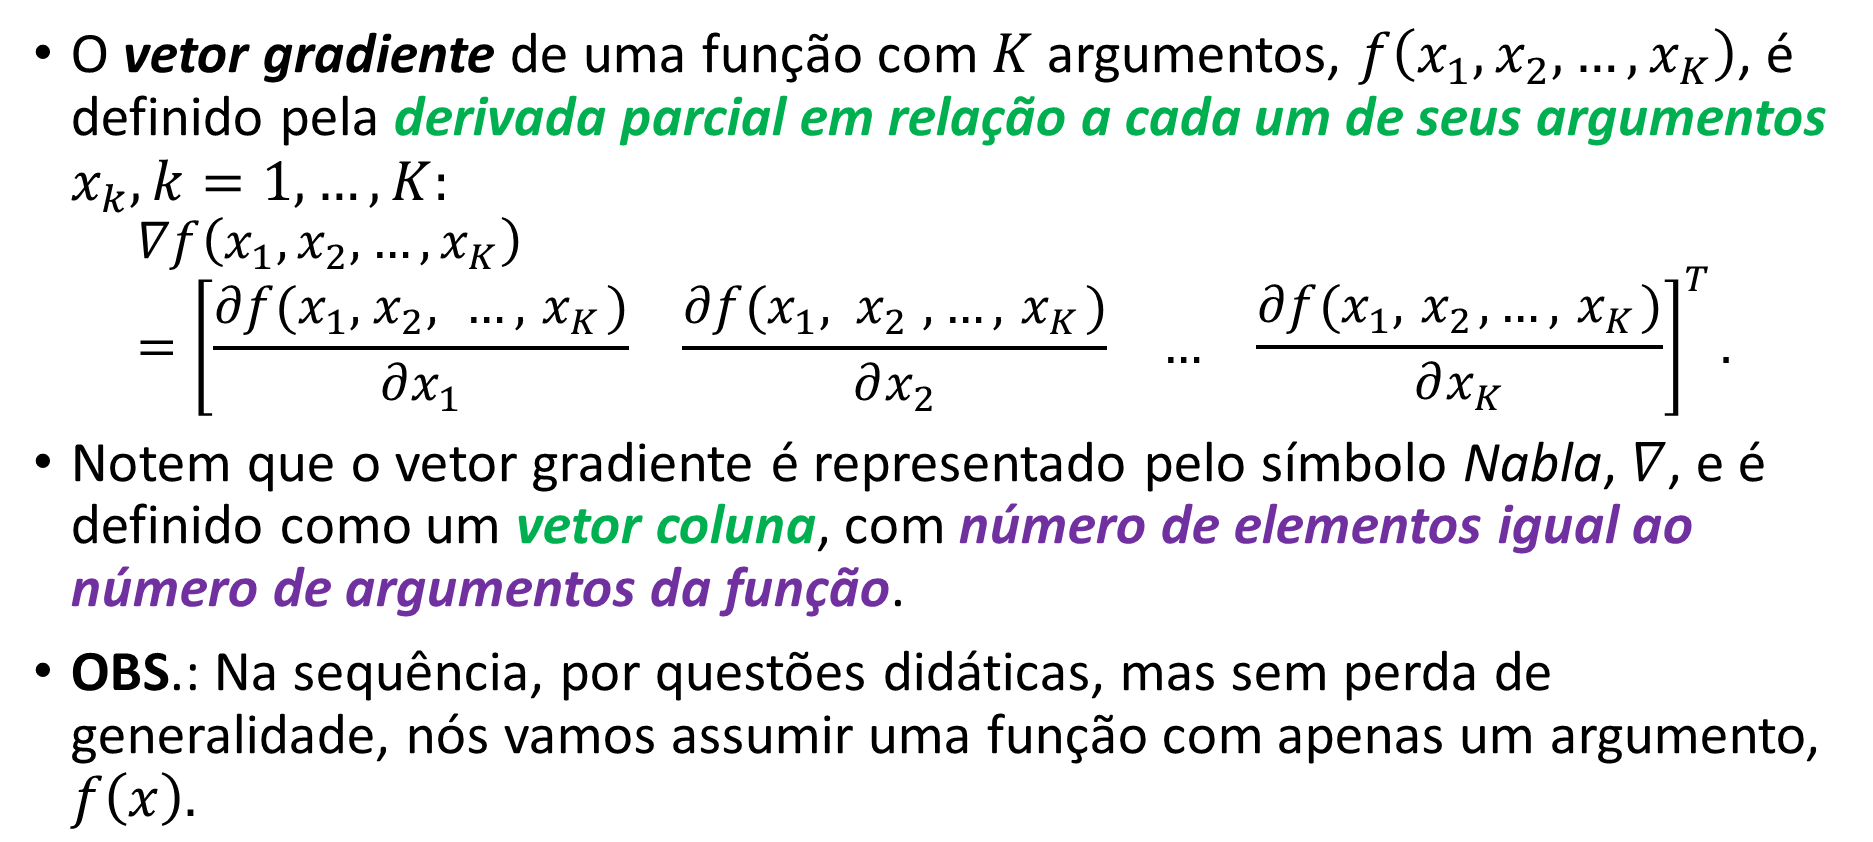 • O vetor gradiente de uma função com K argumentos, f(x₁, x₂, ..., x_K), é
definido pela derivada parcial em relação a cada um de seus argumentos
x_k, k = 1, ..., K:
∇f(x₁, x₂, ..., x_K)
= [∂f(x₁, x₂, ..., x_K)/∂x₁ ∂f(x₁, x₂, ..., x_K)/∂x₂ ... ∂f(x₁, x₂, ..., x_K)/∂x_K]^T .
• Notem que o vetor gradiente é representado pelo símbolo Nabla, ∇, e é
definido como um vetor coluna, com número de elementos igual ao
número de argumentos da função.
• OBS.: Na sequência, por questões didáticas, mas sem perda de
generalidade, nós vamos assumir uma função com apenas um argumento,
f(x).